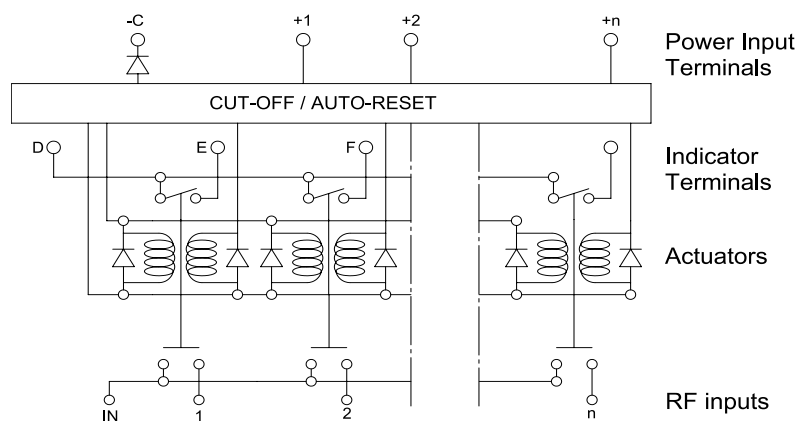 -C +1 +2 +n
Power Input
Terminals
CUT-OFF / AUTO-RESET
D E F
Indicator
Terminals
Actuators
RF inputs
IN 1 2 n